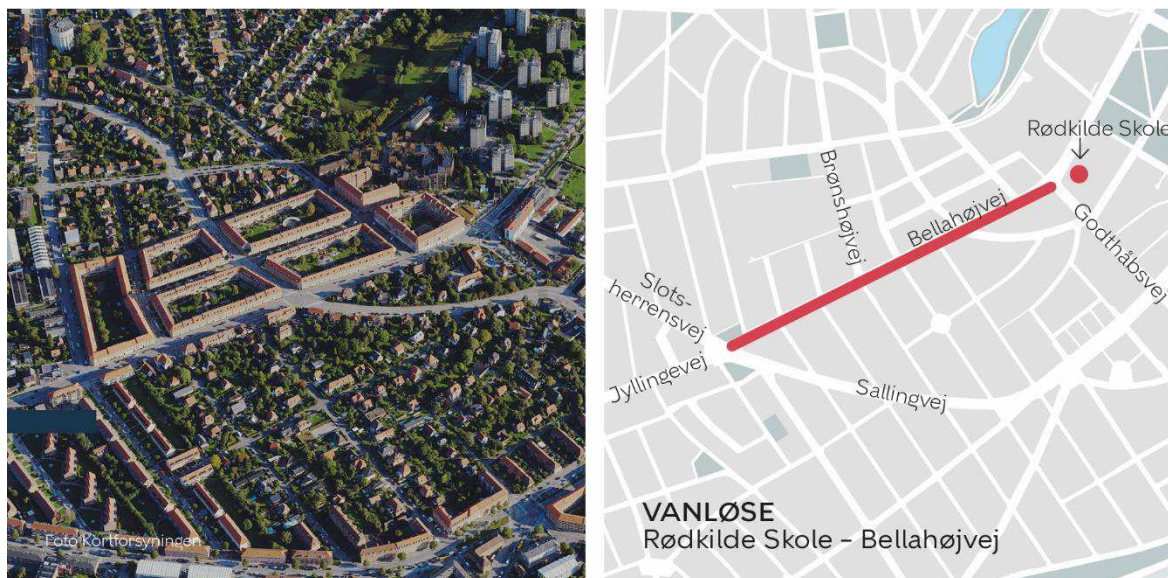 Foto Kortforsyningen
Rødkilde Skole
Brønshøjvej
Bellahøjvej
Godthåbsvej
Slots-
herrensvej
Jyllingevej
Sallingvej
VANLØSE
Rødkilde Skole – Bellahøjvej